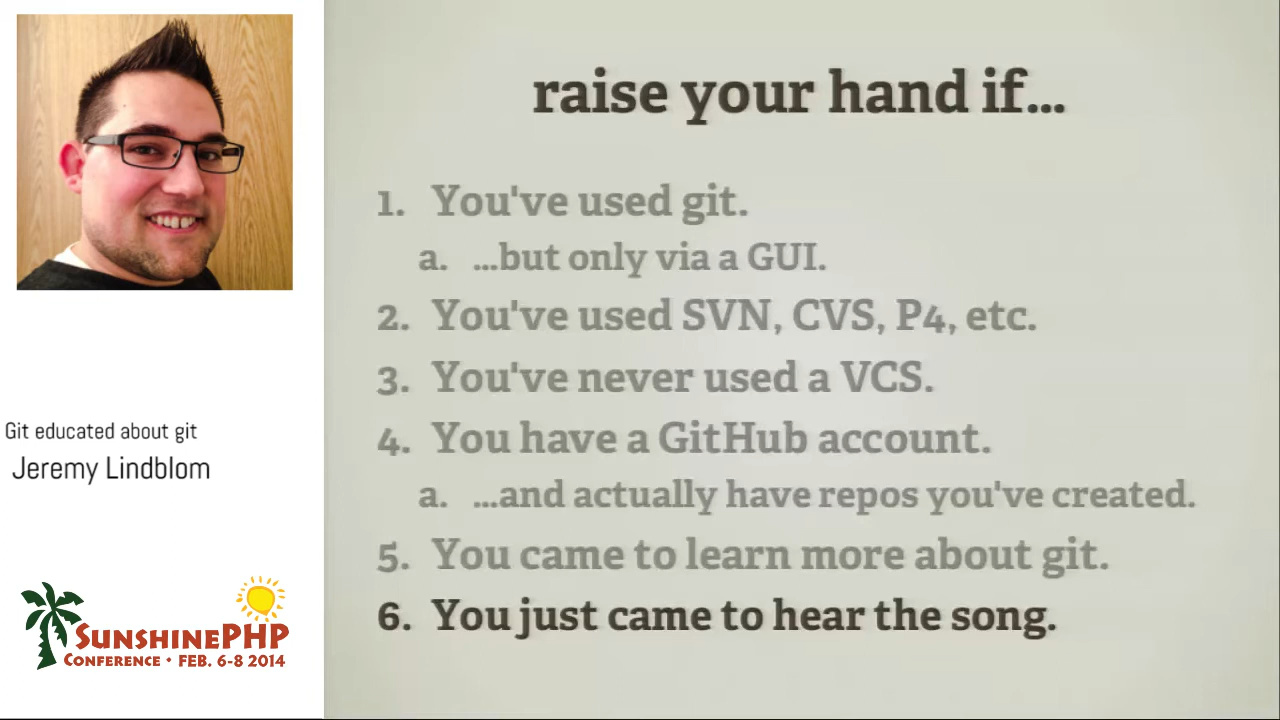 raise your hand if...
1. You've used git.
a. ...but only via a GUI.
2. You've used SVN, CVS, P4, etc.
3. You've never used a VCS.
4. You have a GitHub account.
a. ...and actually have repos you've created.
5. You came to learn more about git.
6. You just came to hear the song.
Git educated about git
Jeremy Lindblom
SUNSHINEPHP
CONFERENCE • FEB. 6-8 2014